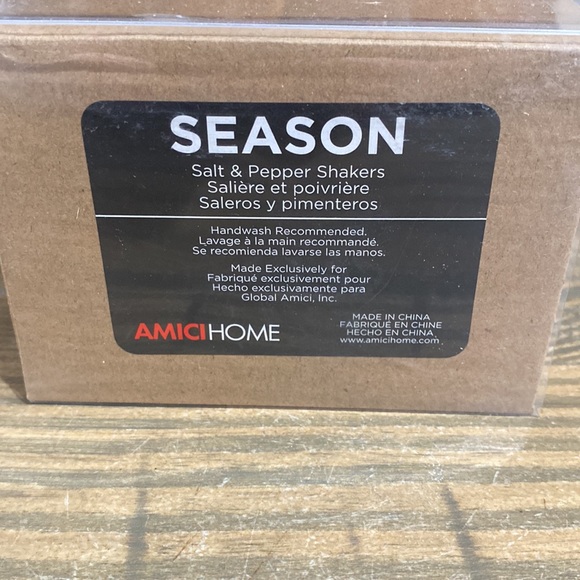 SEASON
Salt & Pepper Shakers
Salière et poivrière
Saleros y pimenteros
Handwash Recommended.
Lavage à la main recommandé.
Se recomienda lavarse las manos.
Made Exclusively for
Fabriqué exclusivement pour
Hecho exclusivamente para
Global Amici, Inc.
AMICIHOME
MADE IN CHINA
FABRIQUÉ EN CHINE
HECHO EN CHINA
www.amicihome.com